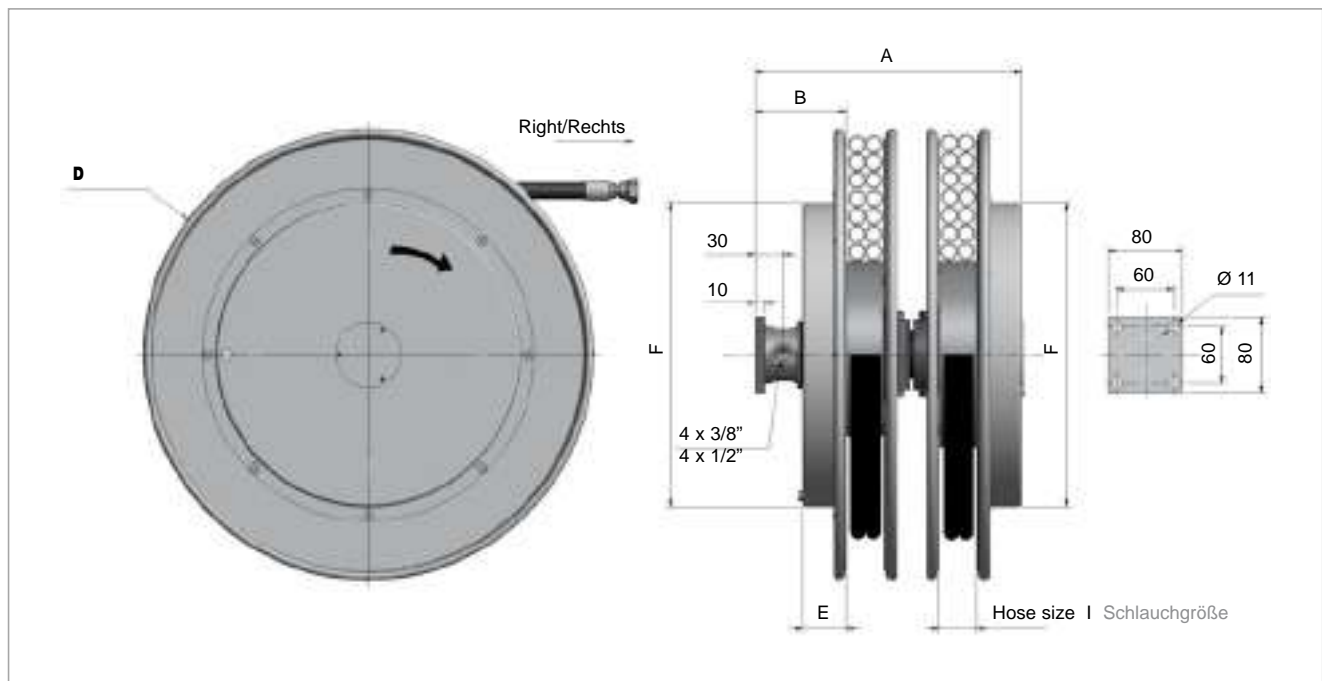 A
B
Right/Rechts
D
30
80
60
Ø 11
10
F
F
60
80
4 x 3/8”
4 x 1/2”
E
Hose size I Schlauchgröße